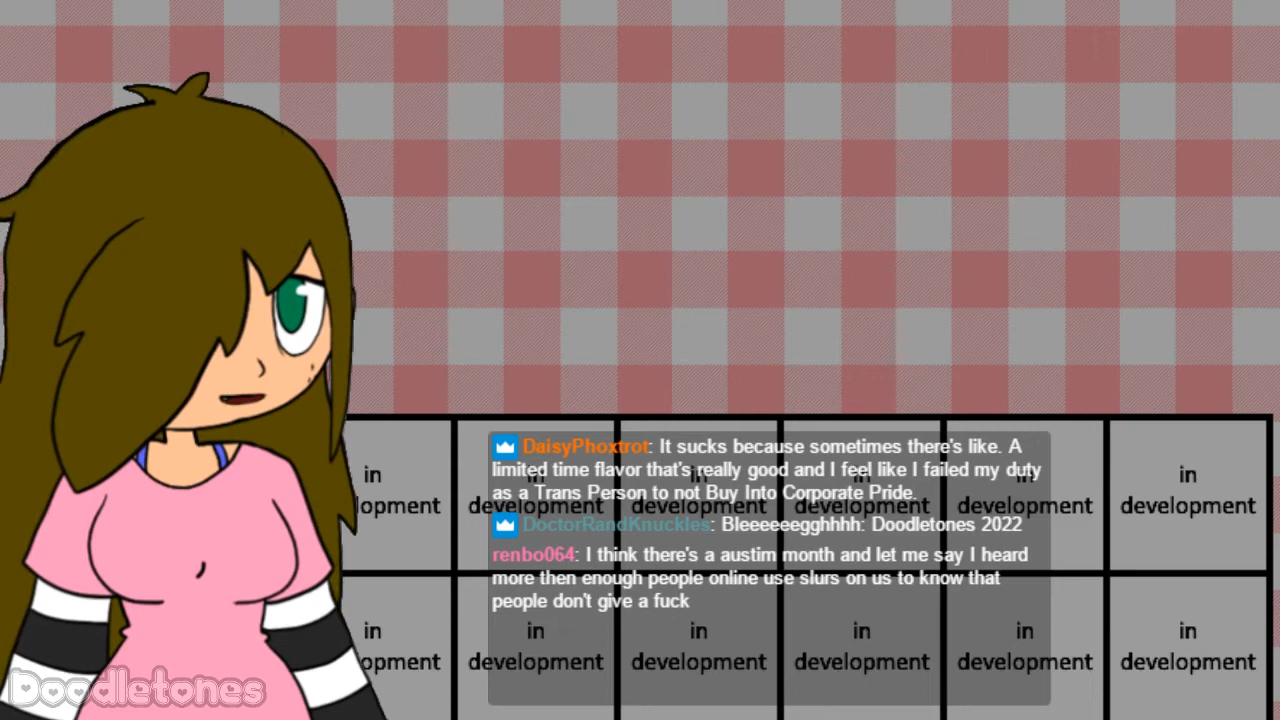 DaisyPhoxtrot: It sucks because sometimes there's like. A
limited time flavor that's really good and I feel like I failed my duty
as a Trans Person to not Buy Into Corporate Pride.
DoctorRandKnuckles: Bleeeeeegghhhh: Doodletones 2022
renbo064: I think there's a austim month and let me say I heard
more then enough people online use slurs on us to know that
people don't give a fuck
in in in in in in
lopment development development development development development
in in in in in in
opment development development development development development
Doodletones